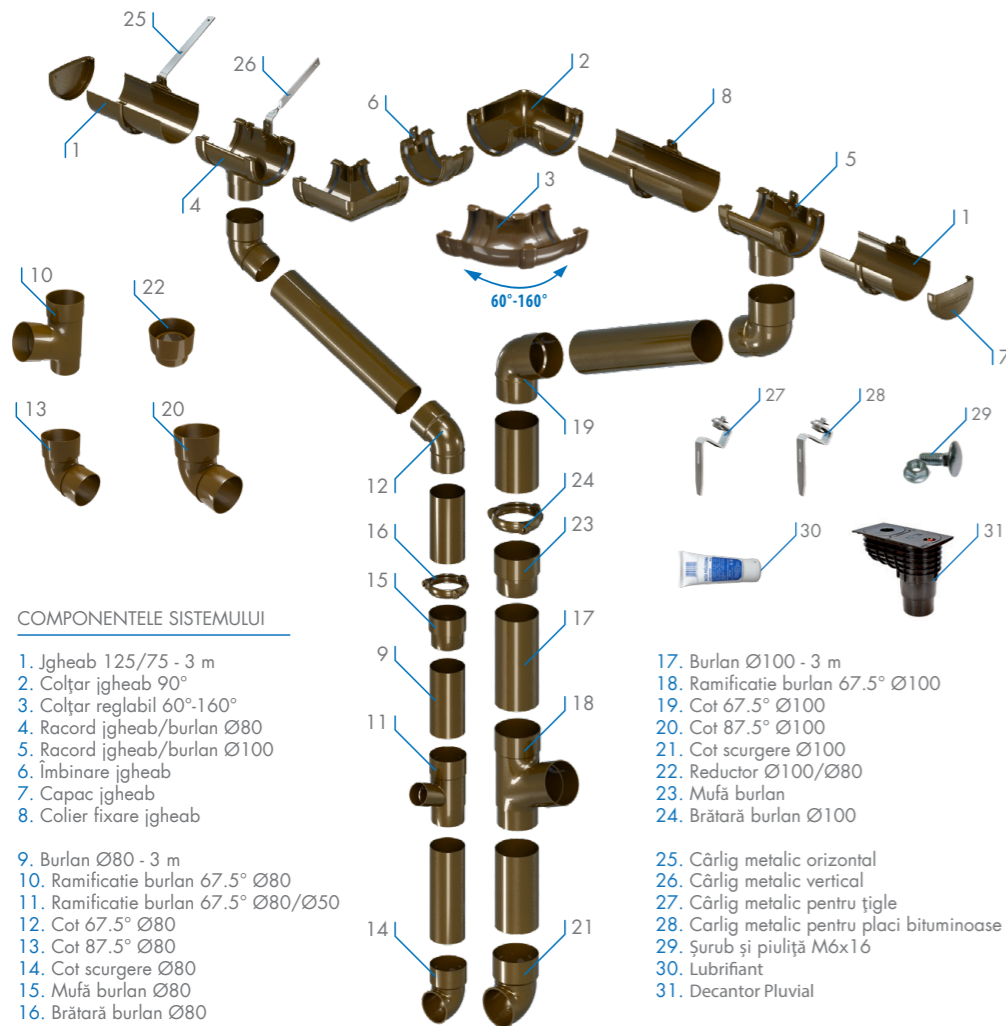 25
26
2
6
8
1
4
3
5
1
60°-160°
10
22
7
13
20
19
27
28
29
12
24
16
23
30
31
15
COMPONENTELE SISTEMULUI
9
17
11
18
14
21
1. Jgheab 125/75 - 3 m
2. Colțar jgheab 90°
3. Colțar reglabil 60°-160°
4. Racord jgheab/burlan Ø80
5. Racord jgheab/burlan Ø100
6. Îmbinare jgheab
7. Capac jgheab
8. Colier fixare jgheab
9. Burlan Ø80 - 3 m
10. Ramificatie burlan 67.5° Ø80
11. Ramificatie burlan 67.5° Ø80/Ø50
12. Cot 67.5° Ø80
13. Cot 87.5° Ø80
14. Cot scurgere Ø80
15. Mufă burlan Ø80
16. Brătară burlan Ø80
17. Burlan Ø100 - 3 m
18. Ramificatie burlan 67.5° Ø100
19. Cot 67.5° Ø100
20. Cot 87.5° Ø100
21. Cot scurgere Ø100
22. Reductor Ø100/Ø80
23. Mufă burlan
24. Brătară burlan Ø100
25. Cârlig metalic orizontal
26. Cârlig metalic vertical
27. Cârlig metalic pentru țigle
28. Carlig metalic pentru placi bituminoase
29. Șurub și piuliță M6x16
30. Lubrifiant
31. Decantor Pluvial